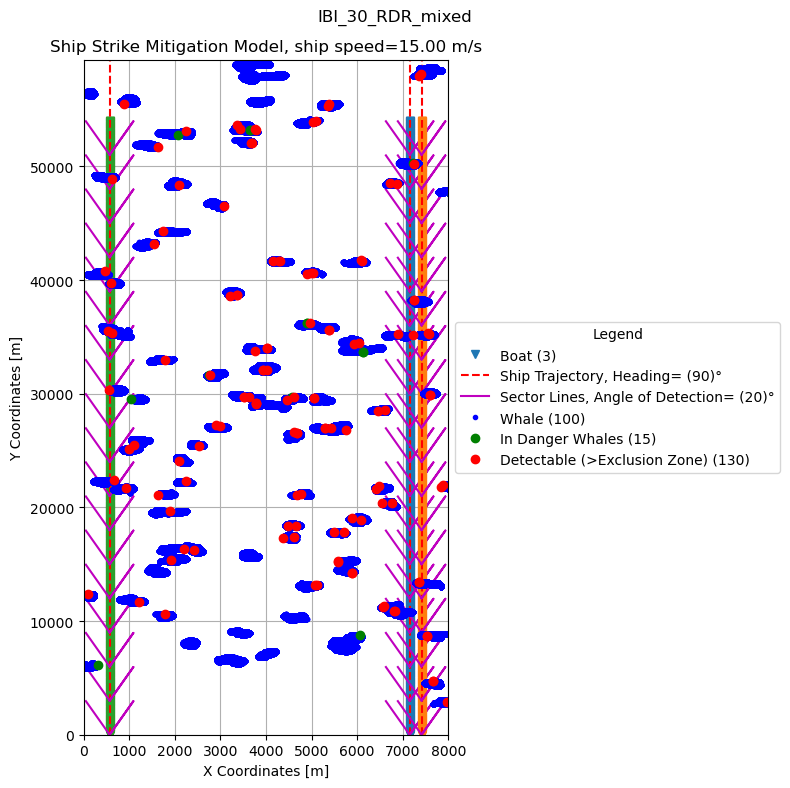 IBI_30_RDR_mixed
Ship Strike Mitigation Model, ship speed=15.00 m/s
50000
40000
30000
20000
10000
0
Y Coordinates [m]
0 1000 2000 3000 4000 5000 6000 7000 8000
X Coordinates [m]
Legend
Boat (3)
Ship Trajectory, Heading= (90)°
Sector Lines, Angle of Detection= (20)°
Whale (100)
In Danger Whales (15)
Detectable (>Exclusion Zone) (130)